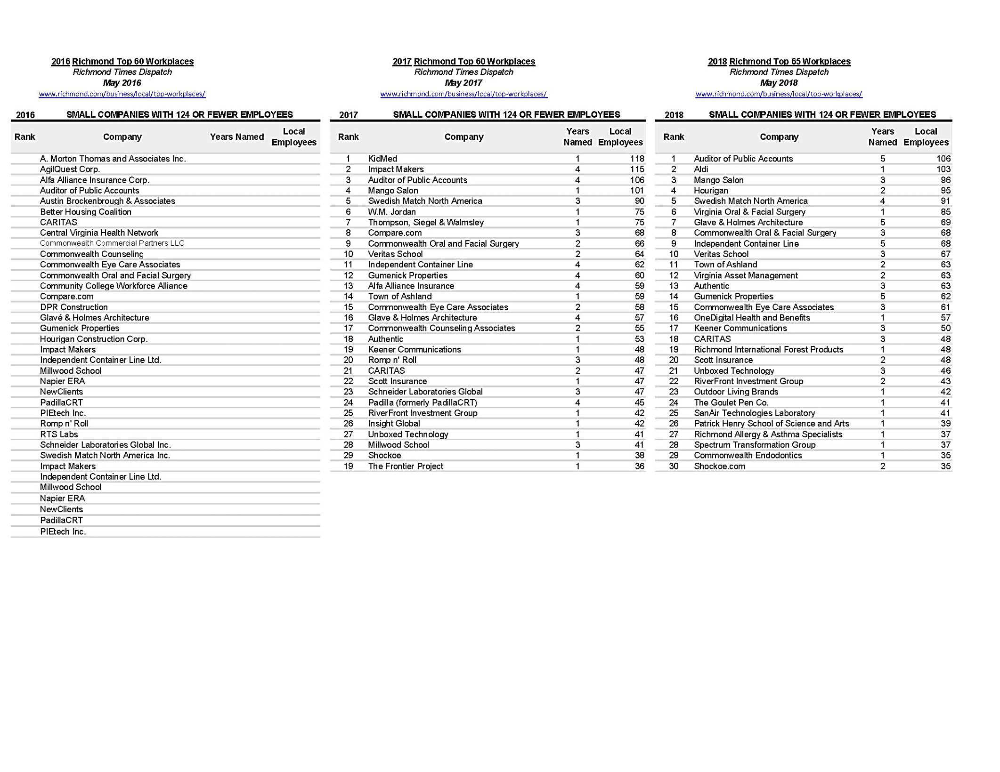 2016 Richmond Top 60 Workplaces
Richmond Times Dispatch
May 2016
www.richmond.com/business/local/top-workplaces/
2016 SMALL COMPANIES WITH 124 OR FEWER EMPLOYEES
Rank Company Years Named Local Employees
A. Morton Thomas and Associates Inc.
AgilQuest Corp.
Alfa Alliance Insurance Corp.
Auditor of Public Accounts
Austin Brockenbrough & Associates
Better Housing Coalition
CARITAS
Central Virginia Health Network
Commonwealth Commercial Partners LLC
Commonwealth Counseling
Commonwealth Eye Care Associates
Commonwealth Oral and Facial Surgery
Community College Workforce Alliance
Compare.com
DPR Construction
Glavé & Holmes Architecture
Gumenick Properties
Hourigan Construction Corp.
Impact Makers
Independent Container Line Ltd.
Millwood School
Napier ERA
NewClients
PadillaCRT
PIEtech Inc.
Romp n' Roll
RTS Labs
Schneider Laboratories Global Inc.
Swedish Match North America Inc.
Impact Makers
Independent Container Line Ltd.
Millwood School
Napier ERA
NewClients
PadillaCRT
PIEtech Inc.
2017 Richmond Top 60 Workplaces
Richmond Times Dispatch
May 2017
www.richmond.com/business/local/top-workplaces/
2017 SMALL COMPANIES WITH 124 OR FEWER EMPLOYEES
Rank Company Years Named Local Employees
1 KidMed 1 118
2 Impact Makers 4 115
3 Auditor of Public Accounts 4 106
4 Mango Salon 1 101
5 Swedish Match North America 3 90
6 W.M. Jordan 1 75
7 Thompson, Siegel & Walmsley 1 75
8 Compare.com 3 68
9 Commonwealth Oral and Facial Surgery 2 66
10 Veritas School 2 64
11 Independent Container Line 4 62
12 Gumenick Properties 4 60
13 Alfa Alliance Insurance 4 59
14 Town of Ashland 1 59
15 Commonwealth Eye Care Associates 2 58
16 Glave & Holmes Architecture 4 57
17 Commonwealth Counseling Associates 2 55
18 Authentic 1 53
19 Keener Communications 1 48
20 Romp n' Roll 3 48
21 CARITAS 2 47
22 Scott Insurance 1 47
23 Schneider Laboratories Global 3 47
24 Padilla (formerly PadillaCRT) 4 45
25 RiverFront Investment Group 1 42
26 Insight Global 1 42
27 Unboxed Technology 1 41
28 Millwood School 3 41
29 Shockoe 1 38
19 The Frontier Project 1 36
2018 Richmond Top 65 Workplaces
Richmond Times Dispatch
May 2018
www.richmond.com/business/local/top-workplaces/
2018 SMALL COMPANIES WITH 124 OR FEWER EMPLOYEES
Rank Company Years Named Local Employees
1 Auditor of Public Accounts 5 106
2 Aldi 1 103
3 Mango Salon 3 96
4 Hourigan 2 95
5 Swedish Match North America 4 91
6 Virginia Oral & Facial Surgery 1 85
7 Glave & Holmes Architecture 5 69
8 Commonwealth Oral & Facial Surgery 3 68
9 Independent Container Line 5 68
10 Veritas School 3 67
11 Town of Ashland 2 63
12 Virginia Asset Management 2 63
13 Authentic 3 63
14 Gumenick Properties 5 62
15 Commonwealth Eye Care Associates 3 61
16 OneDigital Health and Benefits 1 57
17 Keener Communications 3 50
18 CARITAS 3 48
19 Richmond International Forest Products 1 48
20 Scott Insurance 2 48
21 Unboxed Technology 3 46
22 RiverFront Investment Group 2 43
23 Outdoor Living Brands 1 42
24 The Goulet Pen Co. 1 41
25 SanAir Technologies Laboratory 1 41
26 Patrick Henry School of Science and Arts 1 39
27 Richmond Allergy & Asthma Specialists 1 37
28 Spectrum Transformation Group 1 37
29 Commonwealth Endodontics 1 35
30 Shockoe.com 2 35